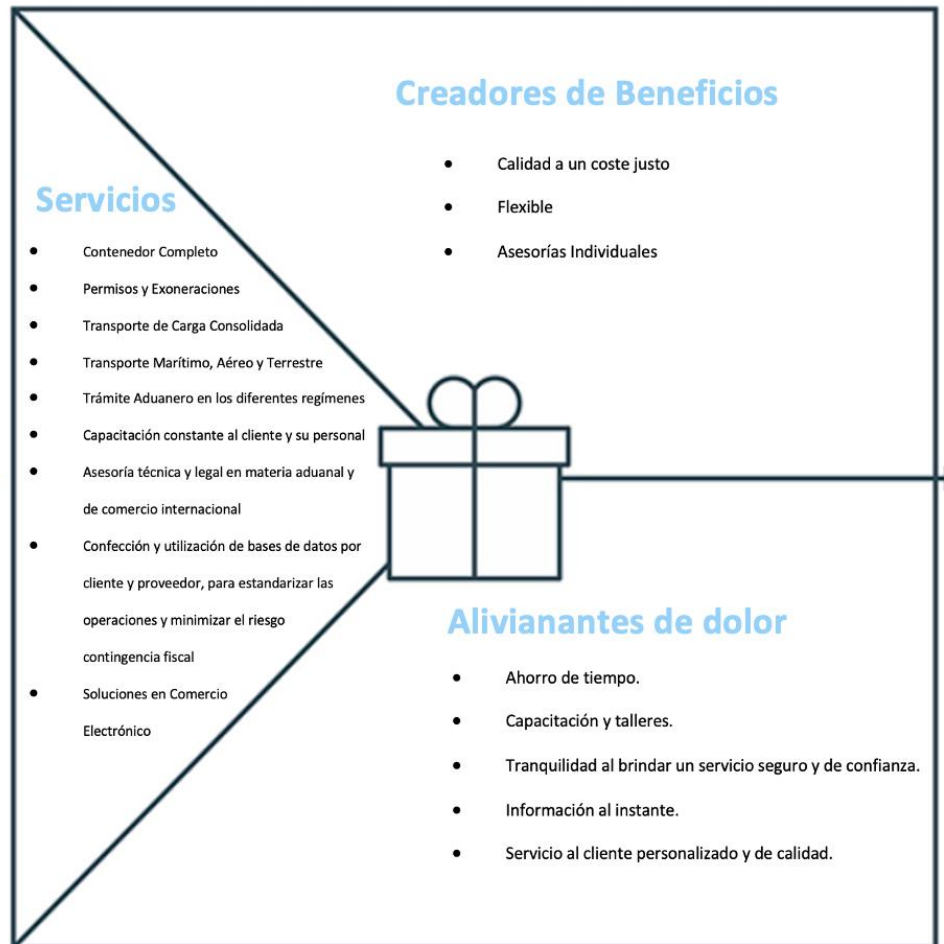 Creadores de Beneficios
• Calidad a un coste justo
• Flexible
• Asesorías Individuales
Servicios
• Contenedor Completo
• Permisos y Exoneraciones
• Transporte de Carga Consolidada
• Transporte Marítimo, Aéreo y Terrestre
• Trámite Aduanero en los diferentes regímenes
• Capacitación constante al cliente y su personal
• Asesoría técnica y legal en materia aduanal y
de comercio internacional
• Confección y utilización de bases de datos por
cliente y proveedor, para estandarizar las
operaciones y minimizar el riesgo
contingencia fiscal
• Soluciones en Comercio
Electrónico
Alivianantes de dolor
• Ahorro de tiempo.
• Capacitación y talleres.
• Tranquilidad al brindar un servicio seguro y de confianza.
• Información al instante.
• Servicio al cliente personalizado y de calidad.